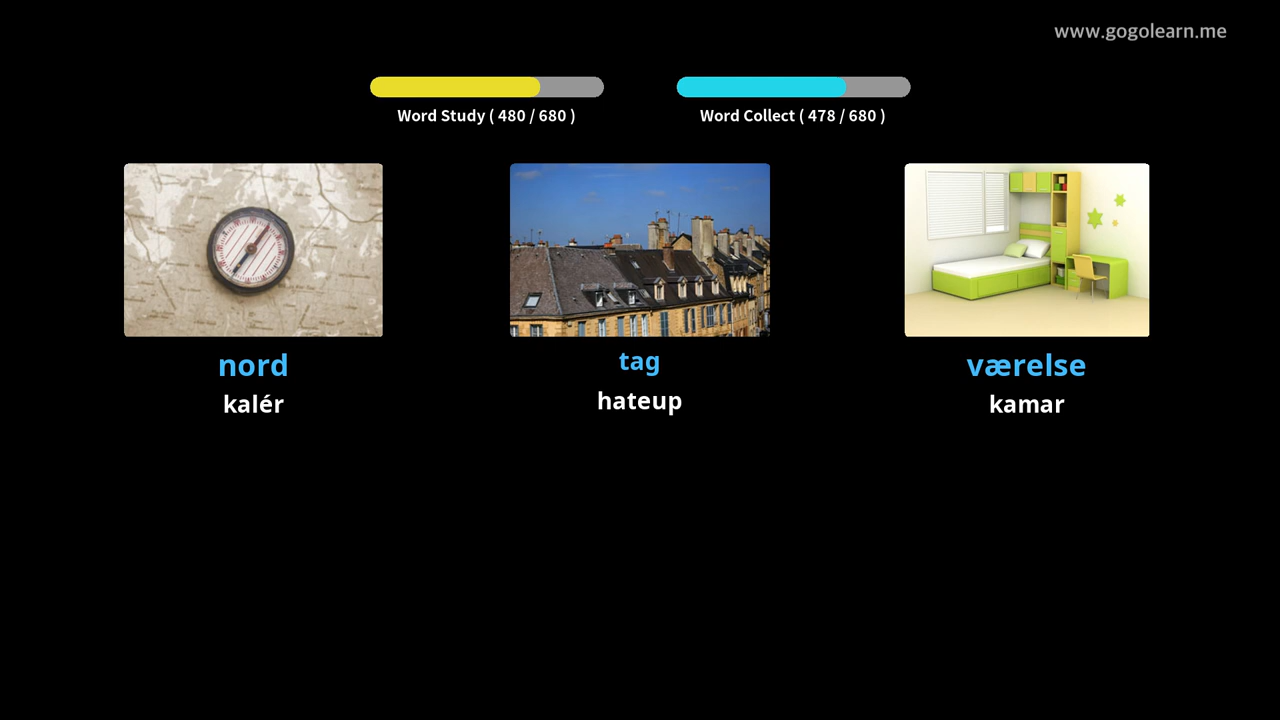 www.gogolearn.me
Word Study ( 480 / 680 )
Word Collect ( 478 / 680 )
nord
kalér
tag
hateup
værelse
kamar